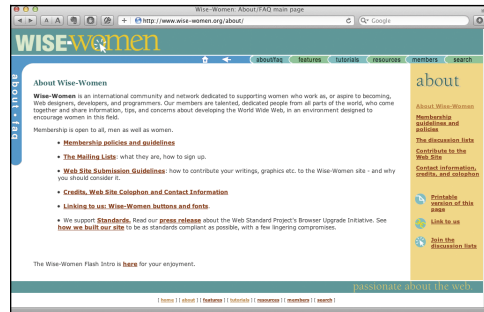 Wise-Women: About/FAQ main page
A A
+
http://www.wise-women.org/about/
Google
WISE-women
about/faq features tutorials resources members search
about • faq
About Wise-Women
Wise-Women is an international community and network dedicated to supporting women who work as, or aspire to becoming,
Web designers, developers, and programmers. Our members are talented, dedicated people from all parts of the world, who come
together and share information, tips, and concerns about developing the World Wide Web, in an environment designed to
encourage women in this field.
Membership is open to all, men as well as women.
• Membership policies and guidelines
• The Mailing Lists: what they are, how to sign up.
• Web Site Submission Guidelines: how to contribute your writings, graphics etc. to the Wise-Women site - and why
you should consider it.
• Credits, Web Site Colophon and Contact Information
• Linking to us: Wise-Women buttons and fonts.
• We support Standards. Read our press release about the Web Standard Project's Browser Upgrade Initiative. See
how we built our site to be as standards compliant as possible, with a few lingering compromises.
The Wise-Women Flash Intro is here for your enjoyment.
about
About Wise-Women
Membership
guidelines and
policies
The discussion lists
Contribute to the
Web Site
Contact information,
credits, and colophon
Printable
version of this
page
Link to us
Join the
discussion lists
passionate about the web.
| home | | about | | features | | tutorials | | resources | | members | | search |